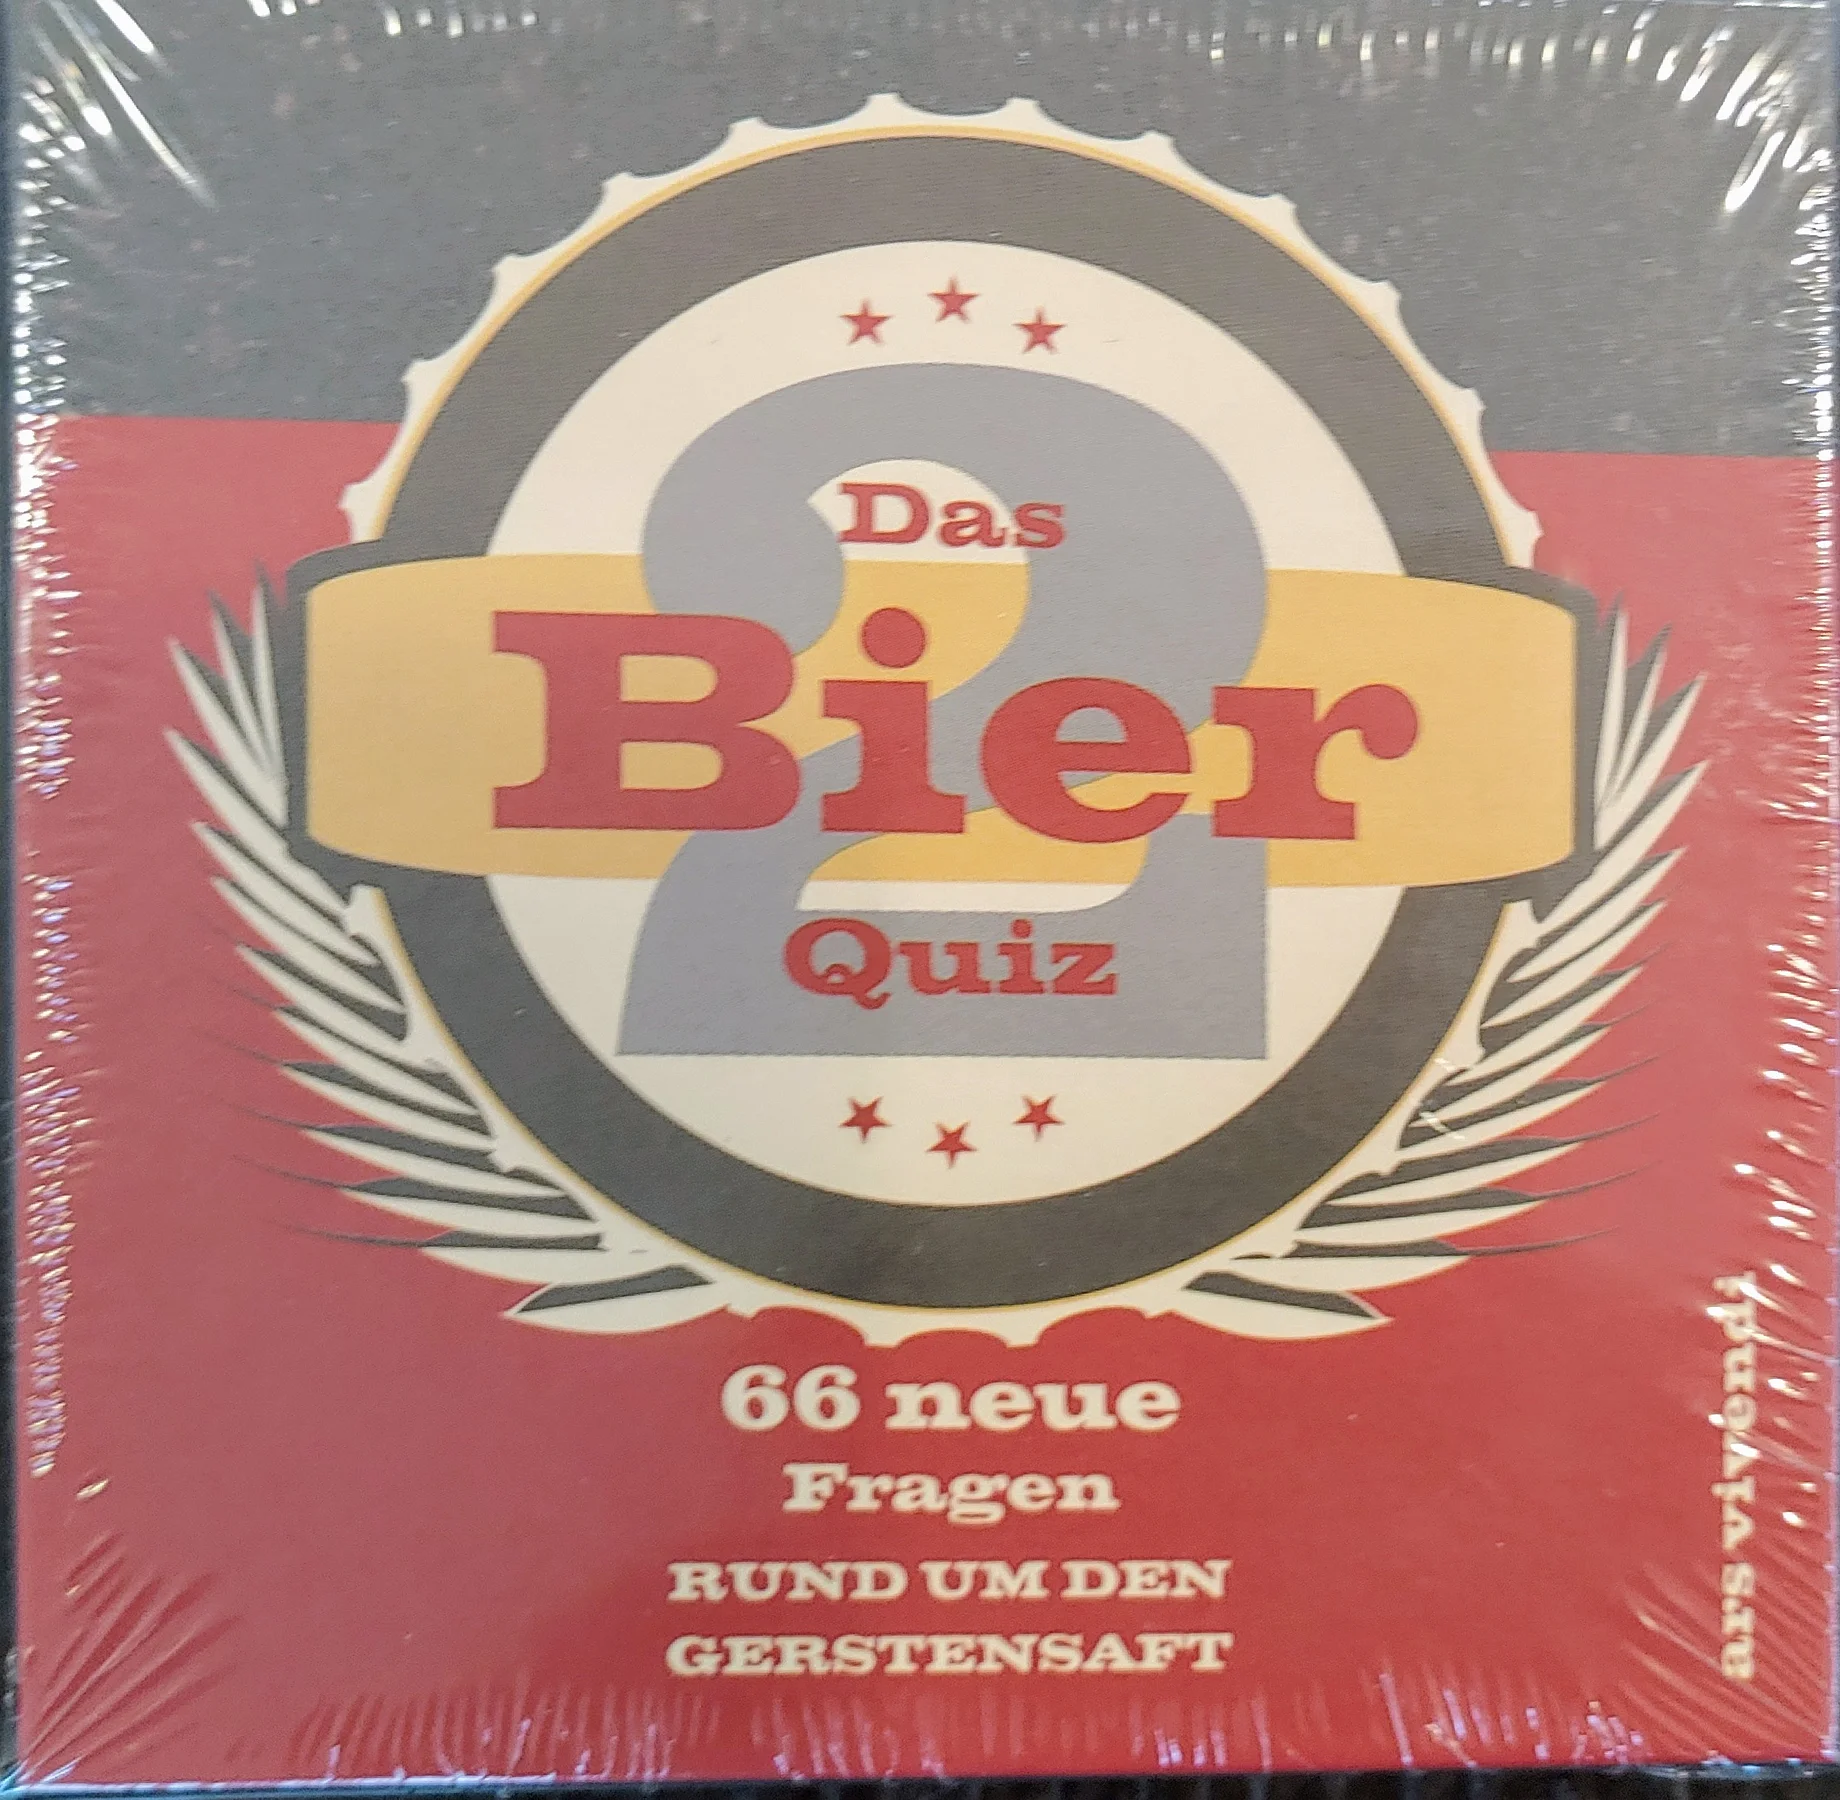 2
Das
Bier
Quiz
66 neue
Fragen
RUND UM DEN
GERSTENSAFT
ars vivendi